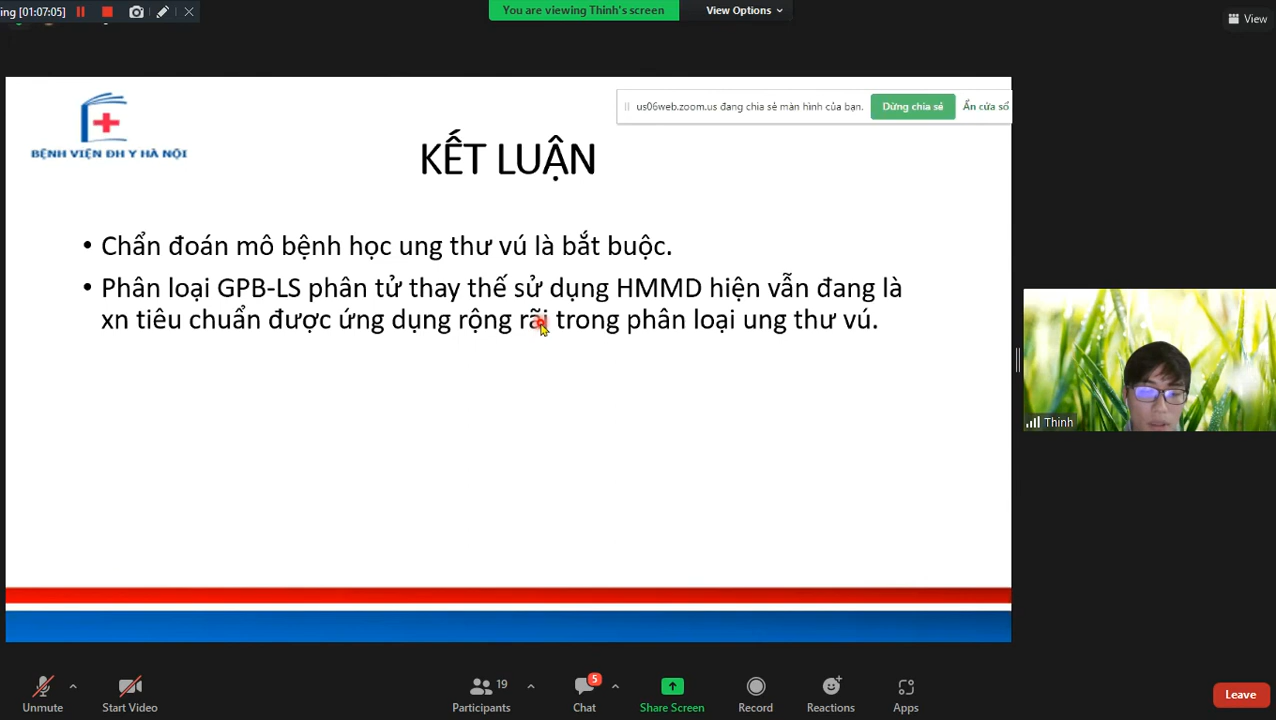 ing [01:07:05]
You are viewing Thinh's screen
View Options
View
us06web.zoom.us đang chia sẻ màn hình của bạn.
Dừng chia sẻ
Ẩn cửa sổ
BỆNH VIỆN ĐH Y HÀ NỘI
KẾT LUẬN
• Chẩn đoán mô bệnh học ung thư vú là bắt buộc.
• Phân loại GPB-LS phân tử thay thế sử dụng HMMD hiện vẫn đang là
xn tiêu chuẩn được ứng dụng rộng rãi trong phân loại ung thư vú.
Thinh
Unmute
Start Video
19
Participants
5
Chat
Share Screen
Record
Reactions
Apps
Leave